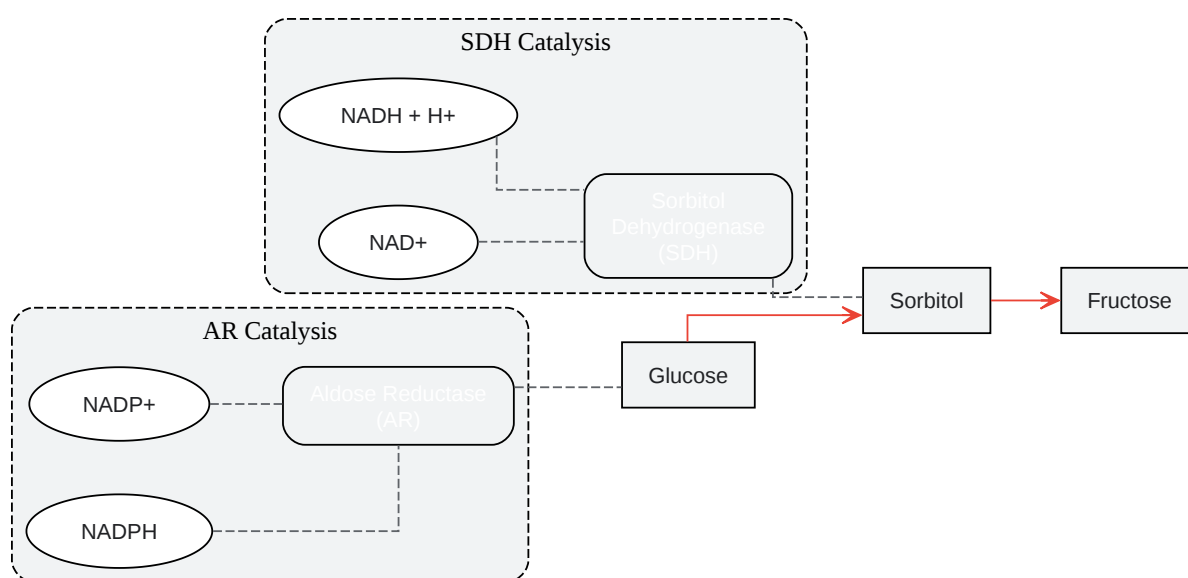 SDH Catalysis
NADH + H+
Sorbitol
Dehydrogenase
(SDH)
NAD+
Sorbitol
Fructose
AR Catalysis
Glucose
NADP+
Aldose Reductase
(AR)
NADPH